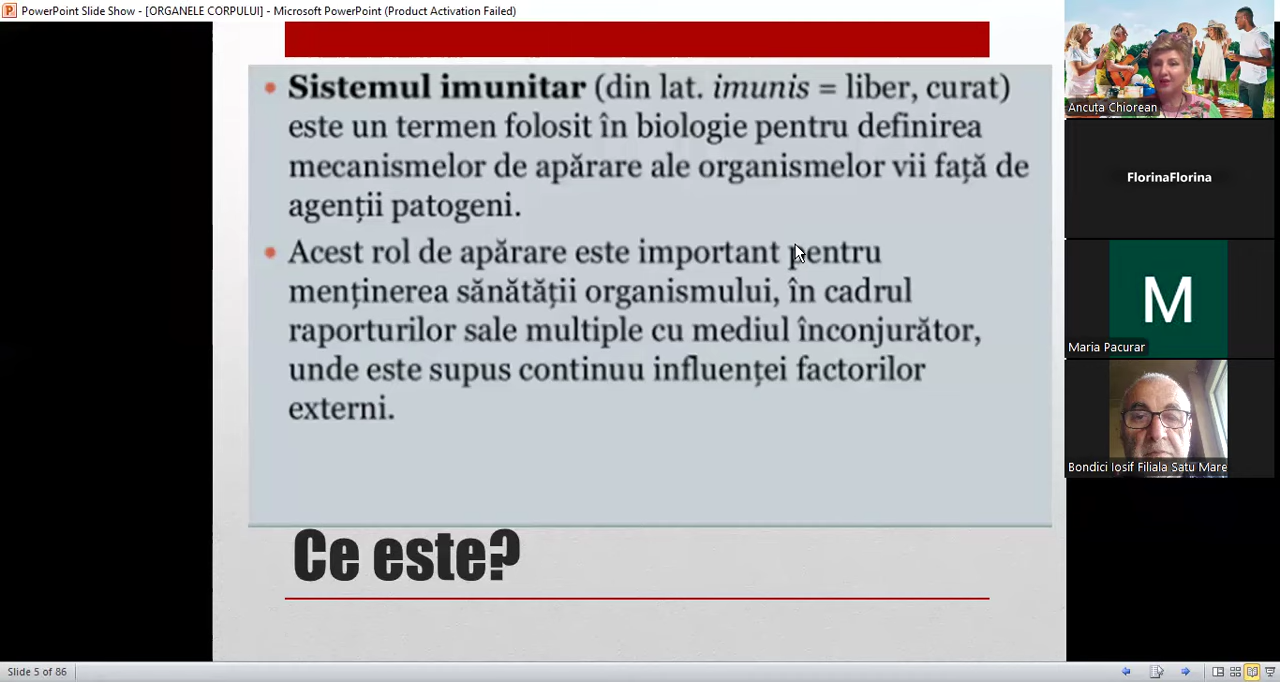 PowerPoint Slide Show - [ORGANELE CORPULUI] - Microsoft PowerPoint (Product Activation Failed)
• Sistemul inunitar (din lat. imunis = liber, curat)
este un termen folosit în biologie pentru definirea
mecanismelor de apărare ale organismelor vii față de
agenții patogeni.
• Acest rol de apărare este important pentru
menținerea sănătății organismului, în cadrul
raporturilor sale multiple cu mediul înconjurător,
unde este supus continuu influenței factorilor
externi.
Ce este?
Ancuța Chiorean
FlorinaFlorina
M
Maria Pacurar
Bondici Iosif Filiala Satu Mare
Slide 5 of 86